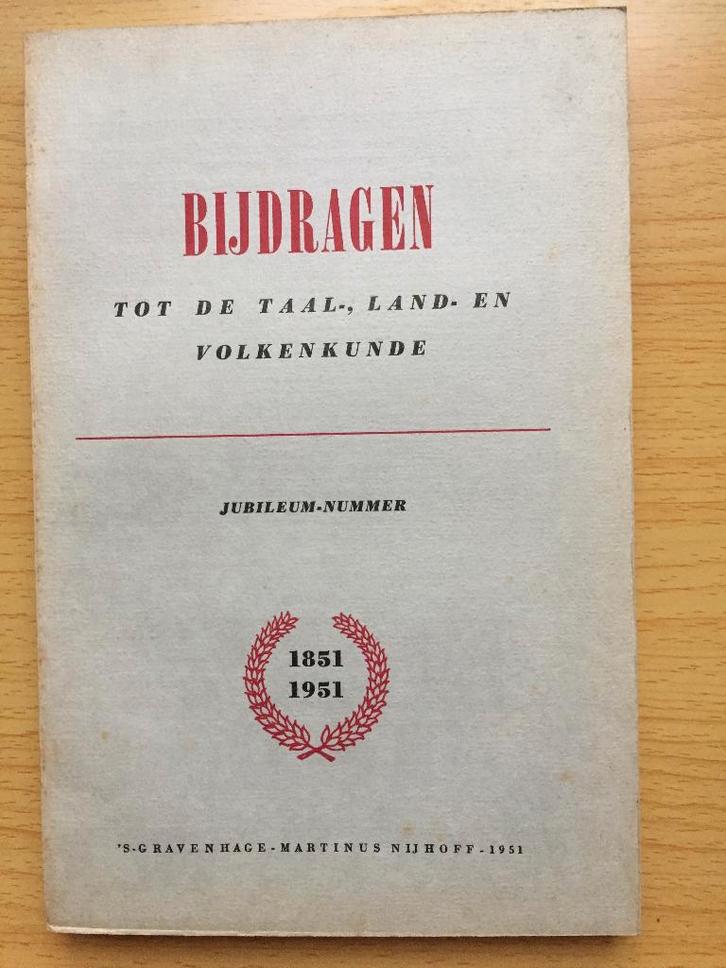 BIJDRAGEN
TOT DE TAAL-, LAND- EN
VOLKENKUNDE
JUBILEUM-NUMMER
1851
1951
'S-GRAVENHAGE - MARTINUS NIJHOFF - 1951